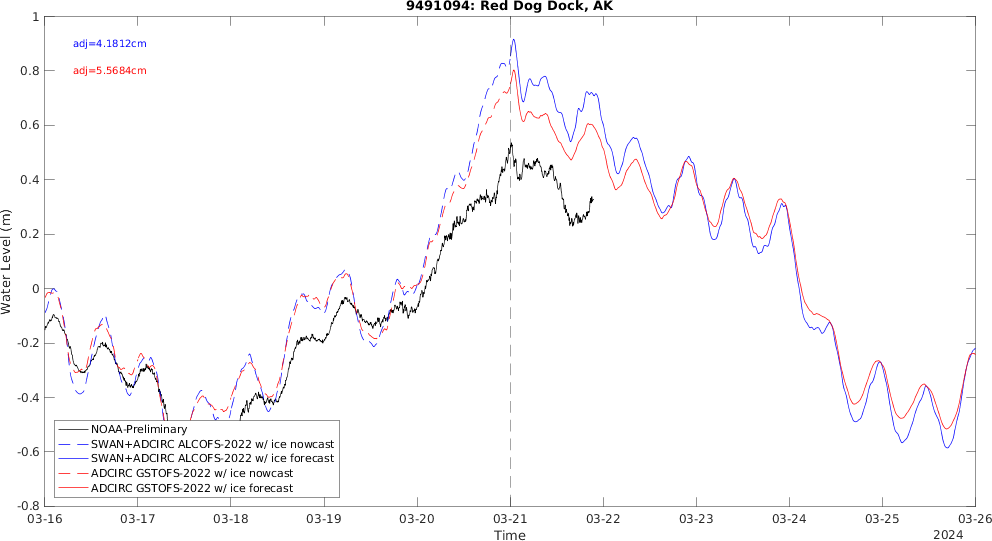 9491094: Red Dog Dock, AK
adj=4.1812cm
adj=5.5684cm
Water Level (m)
1
0.8
0.6
0.4
0.2
0
-0.2
-0.4
-0.6
-0.8
NOAA-Preliminary
SWAN+ADCIRC ALCOFS-2022 w/ ice nowcast
SWAN+ADCIRC ALCOFS-2022 w/ ice forecast
ADCIRC GSTOFS-2022 w/ ice nowcast
ADCIRC GSTOFS-2022 w/ ice forecast
03-16 03-17 03-18 03-19 03-20 03-21 03-22 03-23 03-24 03-25 03-26
Time
2024